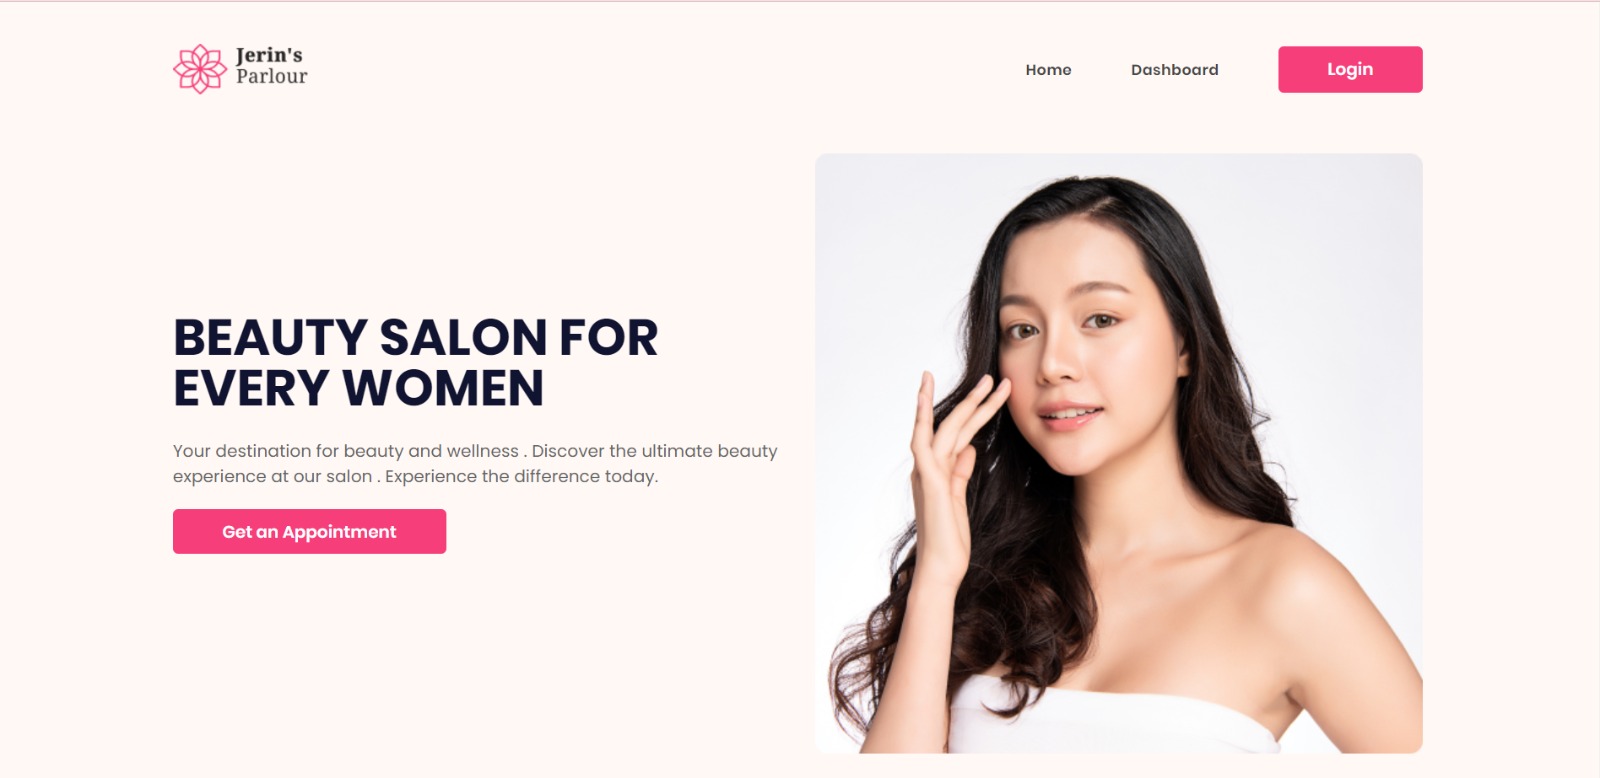 Jerin's
Parlour
Home
Dashboard
Login
BEAUTY SALON FOR
EVERY WOMEN
Your destination for beauty and wellness . Discover the ultimate beauty
experience at our salon . Experience the difference today.
Get an Appointment